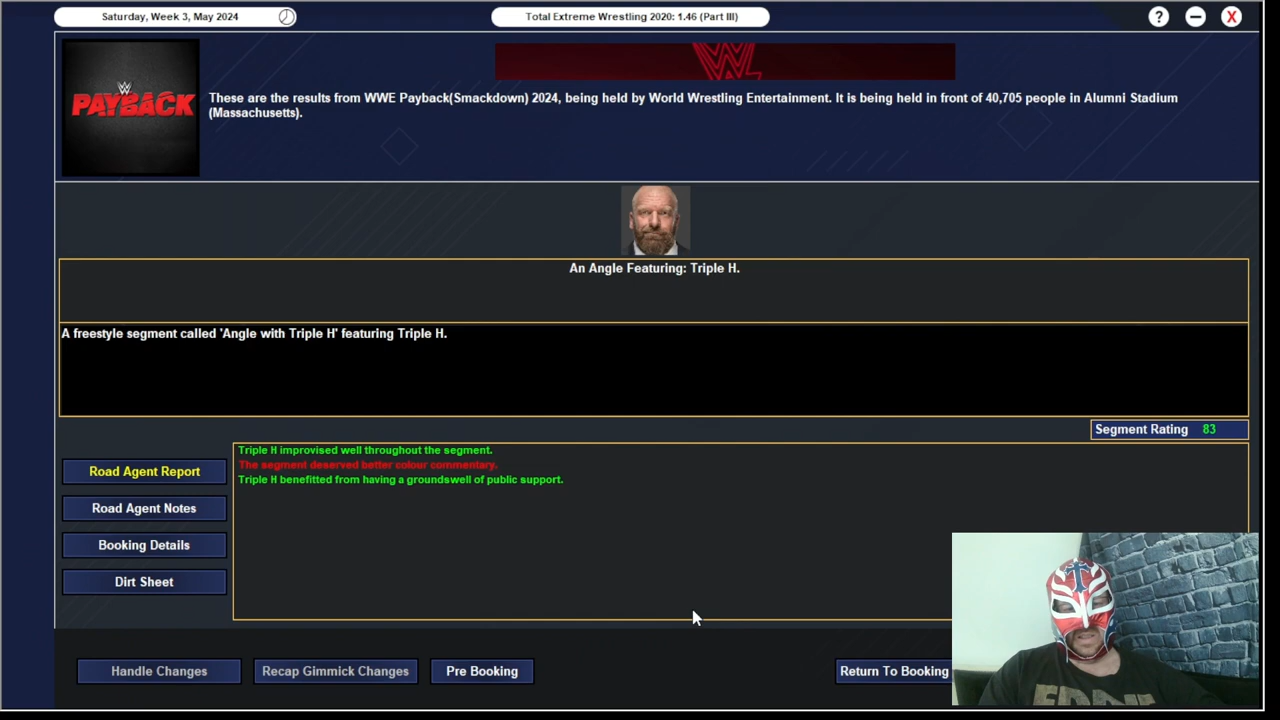 Saturday, Week 3, May 2024
Total Extreme Wrestling 2020: 1.46 (Part III)
?
X
W
PAYBACK
These are the results from WWE Payback(Smackdown) 2024, being held by World Wrestling Entertainment. It is being held in front of 40,705 people in Alumni Stadium
(Massachusetts).
An Angle Featuring: Triple H.
A freestyle segment called 'Angle with Triple H' featuring Triple H.
Segment Rating 83
Road Agent Report
Road Agent Notes
Booking Details
Dirt Sheet
Triple H improvised well throughout the segment.
The segment deserved better colour commentary.
Triple H benefitted from having a groundswell of public support.
Handle Changes
Recap Gimmick Changes
Pre Booking
Return To Booking